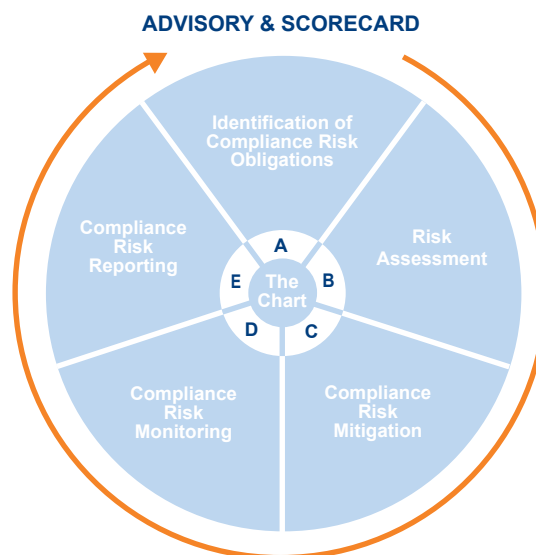 ADVISORY & SCORECARD
Identification of
Compliance Risk
Obligations
Compliance
Risk
Reporting
Risk
Assessment
A
E
B
The
Chart
D
C
Compliance
Risk
Monitoring
Compliance
Risk
Mitigation